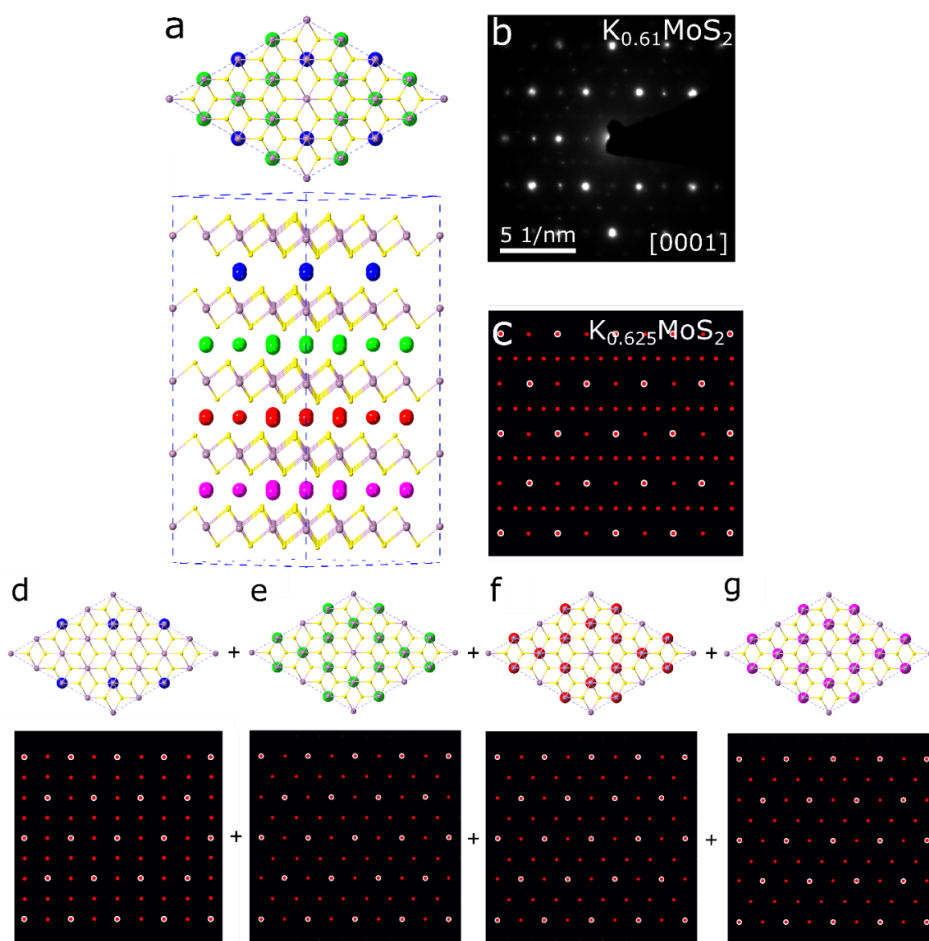 a
b
K0.61MoS2
5 1/nm
[0001]
c
K0.625MoS2
d
e
f
g
+
+
+
+
+
+